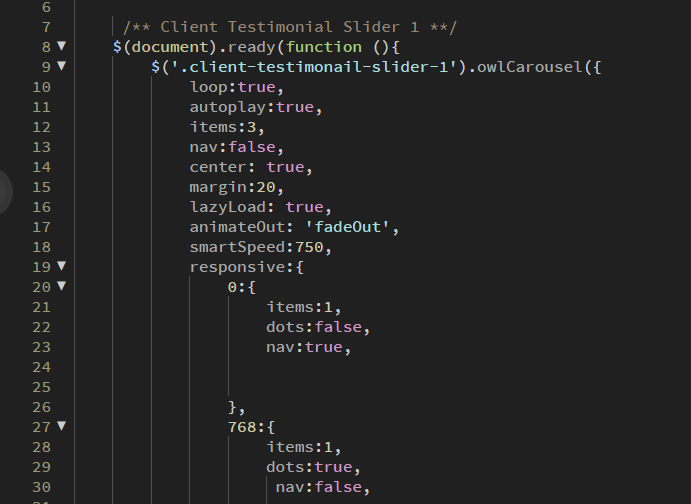 6
7 /** Client Testimonial Slider 1 **/
8 ▼ $(document).ready(function (){
9 ▼ $('.client-testimonail-slider-1').owlCarousel({
10 loop:true,
11 autoplay:true,
12 items:3,
13 nav:false,
14 center: true,
15 margin:20,
16 lazyLoad: true,
17 animateOut: 'fadeOut',
18 smartSpeed:750,
19 ▼ responsive:{
20 ▼ 0:{
21 items:1,
22 dots:false,
23 nav:true,
24
25
26 },
27 ▼ 768:{
28 items:1,
29 dots:true,
30 nav:false,